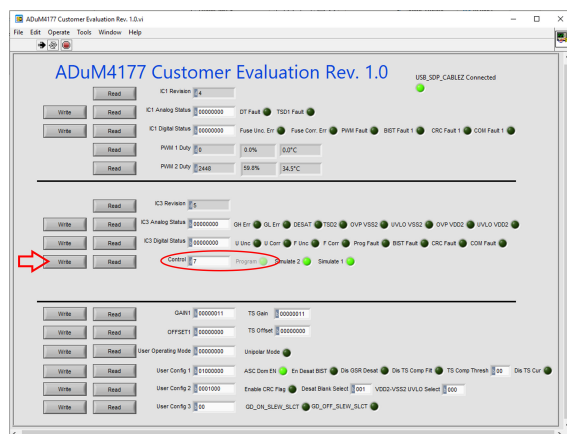 ADuM4177 Customer Evaluation Rev. 1.0.vi
File Edit Operate Tools Window Help
ADuM4177 Customer Evaluation Rev. 1.0
USB_SDP_CABLEZ Connected
Read IC1 Revision 4
Write Read IC1 Analog Status 00000000 DT Fault TSD1 Fault
Write Read IC1 Digital Status 00000000 Fuse Unc. Err Fuse Corr. Err PWM Fault BIST Fault 1 CRC Fault 1 COM Fault 1
Read PWM 1 Duty 0 0.0% 0.0°C
Read PWM 2 Duty 2448 59.8% 34.5°C
Read IC3 Revision 5
Write Read IC3 Analog Status 00000000 GH Err GL Err DESAT TSD2 OVP VSS2 UVLO VSS2 OVP VDD2 UVLO VDD2
Write Read IC3 Digital Status 00000000 U Unc U Corr F Unc F Corr Prog Fault BIST Fault CRC Fault COM Fault
Write Read Control 7 Program Simulate 2 Simulate 1
Write Read GAIN1 00000011 TS Gain 00000011
Write Read OFFSET1 00000000 TS Offset 00000000
Write Read User Operating Mode 00000000 Unipolar Mode
Write Read User Config 1 01000000 ASC Dom EN En Desat BIST Dis GSR Desat Dis TS Comp Filt TS Comp Thresh 00 Dis TS Cur
Write Read User Config 2 0001000 Enable CRC Flag Desat Blank Select 001 VDD2-VSS2 UVLO Select 000
Write Read User Config 3 00 GD_ON_SLEW_SLCT GD_OFF_SLEW_SLCT